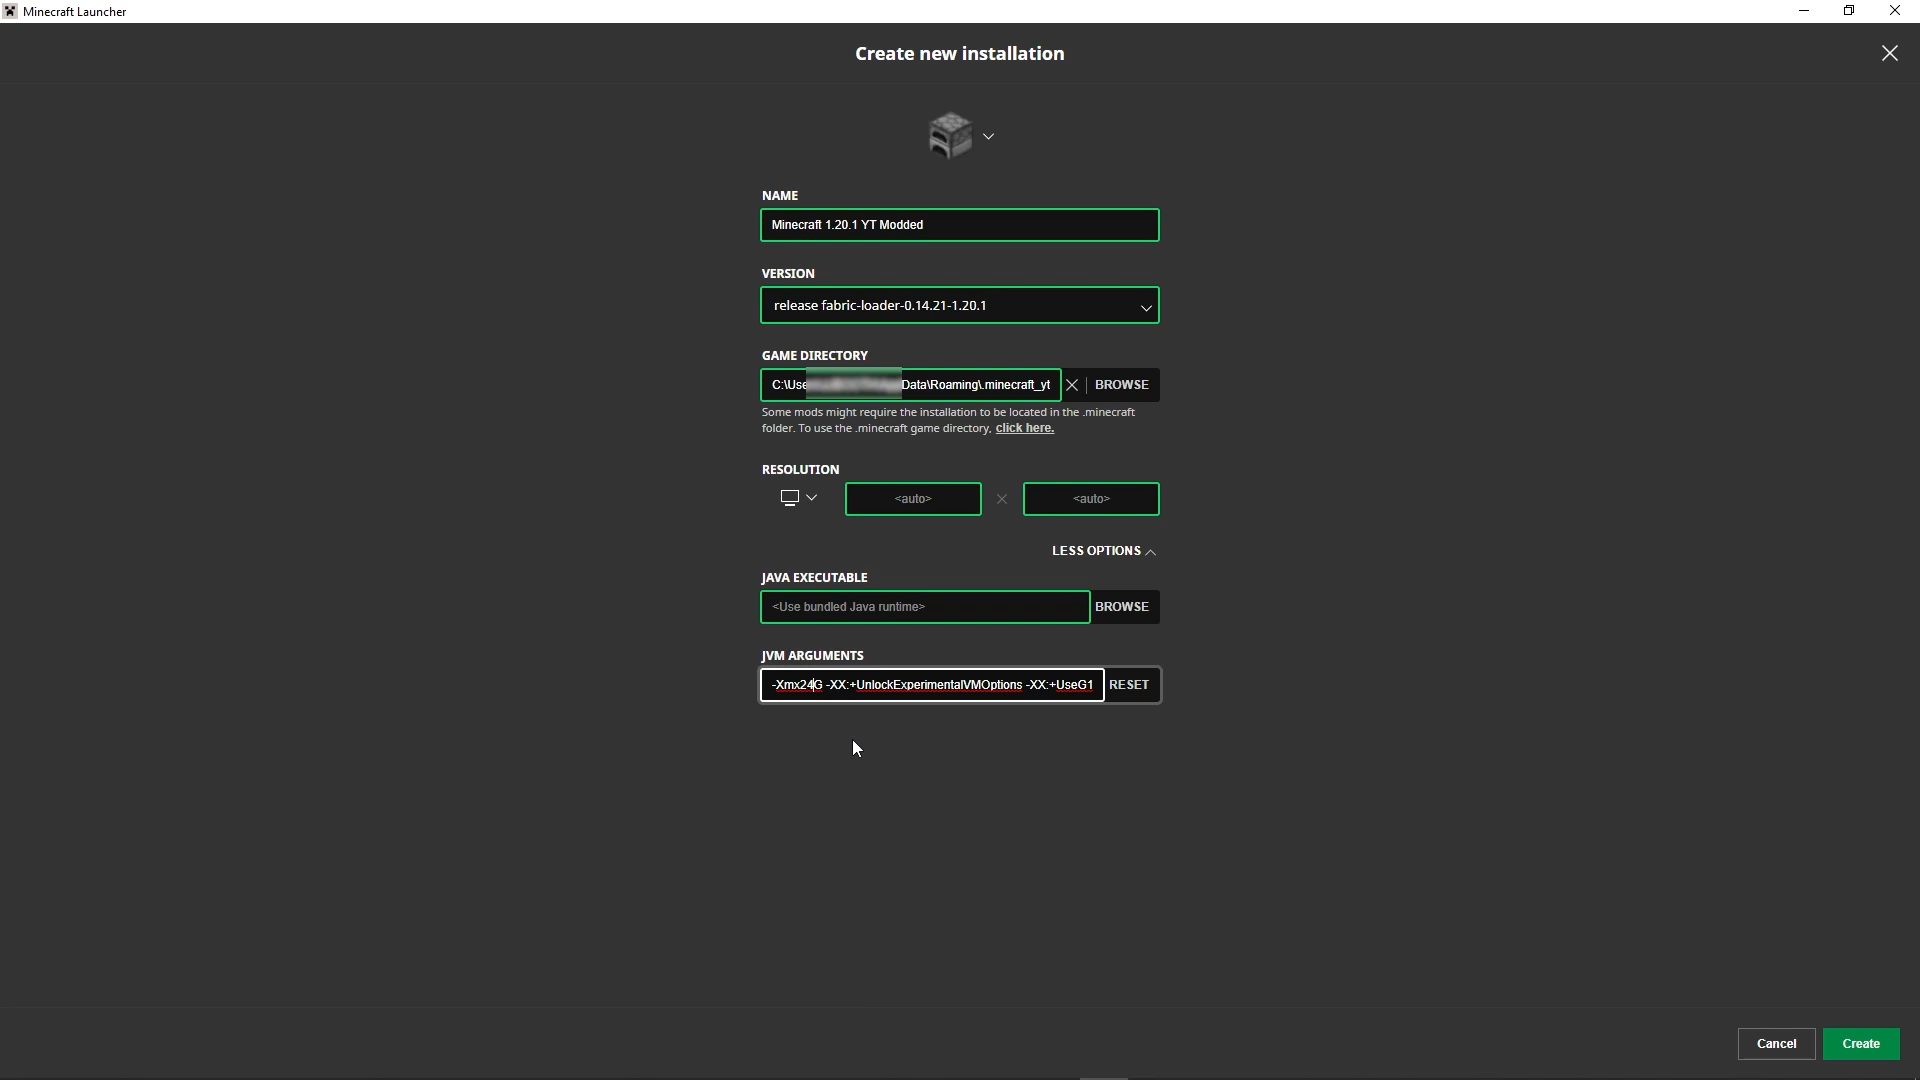 Minecraft Launcher
Create new installation
NAME
Minecraft 1.20.1 YT Modded
VERSION
release fabric-loader-0.14.21-1.20.1
GAME DIRECTORY
C:\Use Data\Roaming\.minecraft_yt BROWSE
Some mods might require the installation to be located in the .minecraft
folder. To use the .minecraft game directory, click here.
RESOLUTION
<auto> <auto>
LESS OPTIONS
JAVA EXECUTABLE
<Use bundled Java runtime> BROWSE
JVM ARGUMENTS
-Xmx24G -XX:+UnlockExperimentalVMOptions -XX:+UseG1 RESET
Cancel Create